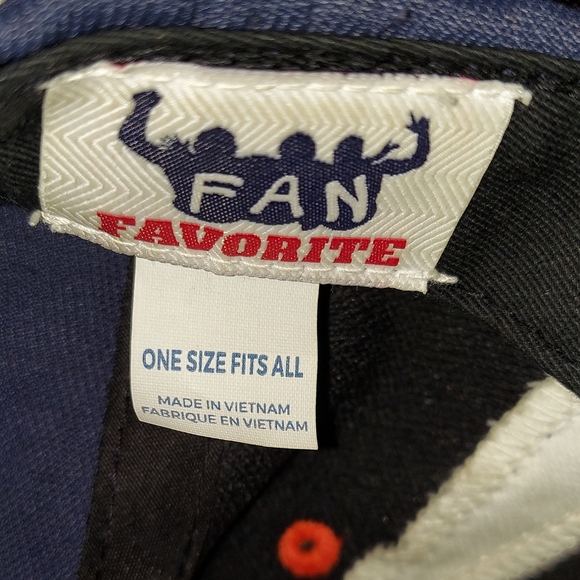 FAN
FAVORITE
ONE SIZE FITS ALL
MADE IN VIETNAM
FABRIQUE EN VIETNAM